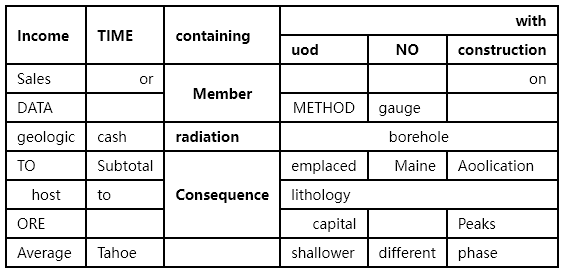 with
Income TIME containing
uod NO construction
Sales or on
Member
DATA METHOD gauge
geologic cash radiation borehole
TO Subtotal emplaced Maine Aoolication
host to Consequence lithology
ORE capital Peaks
Average Tahoe shallower different phase